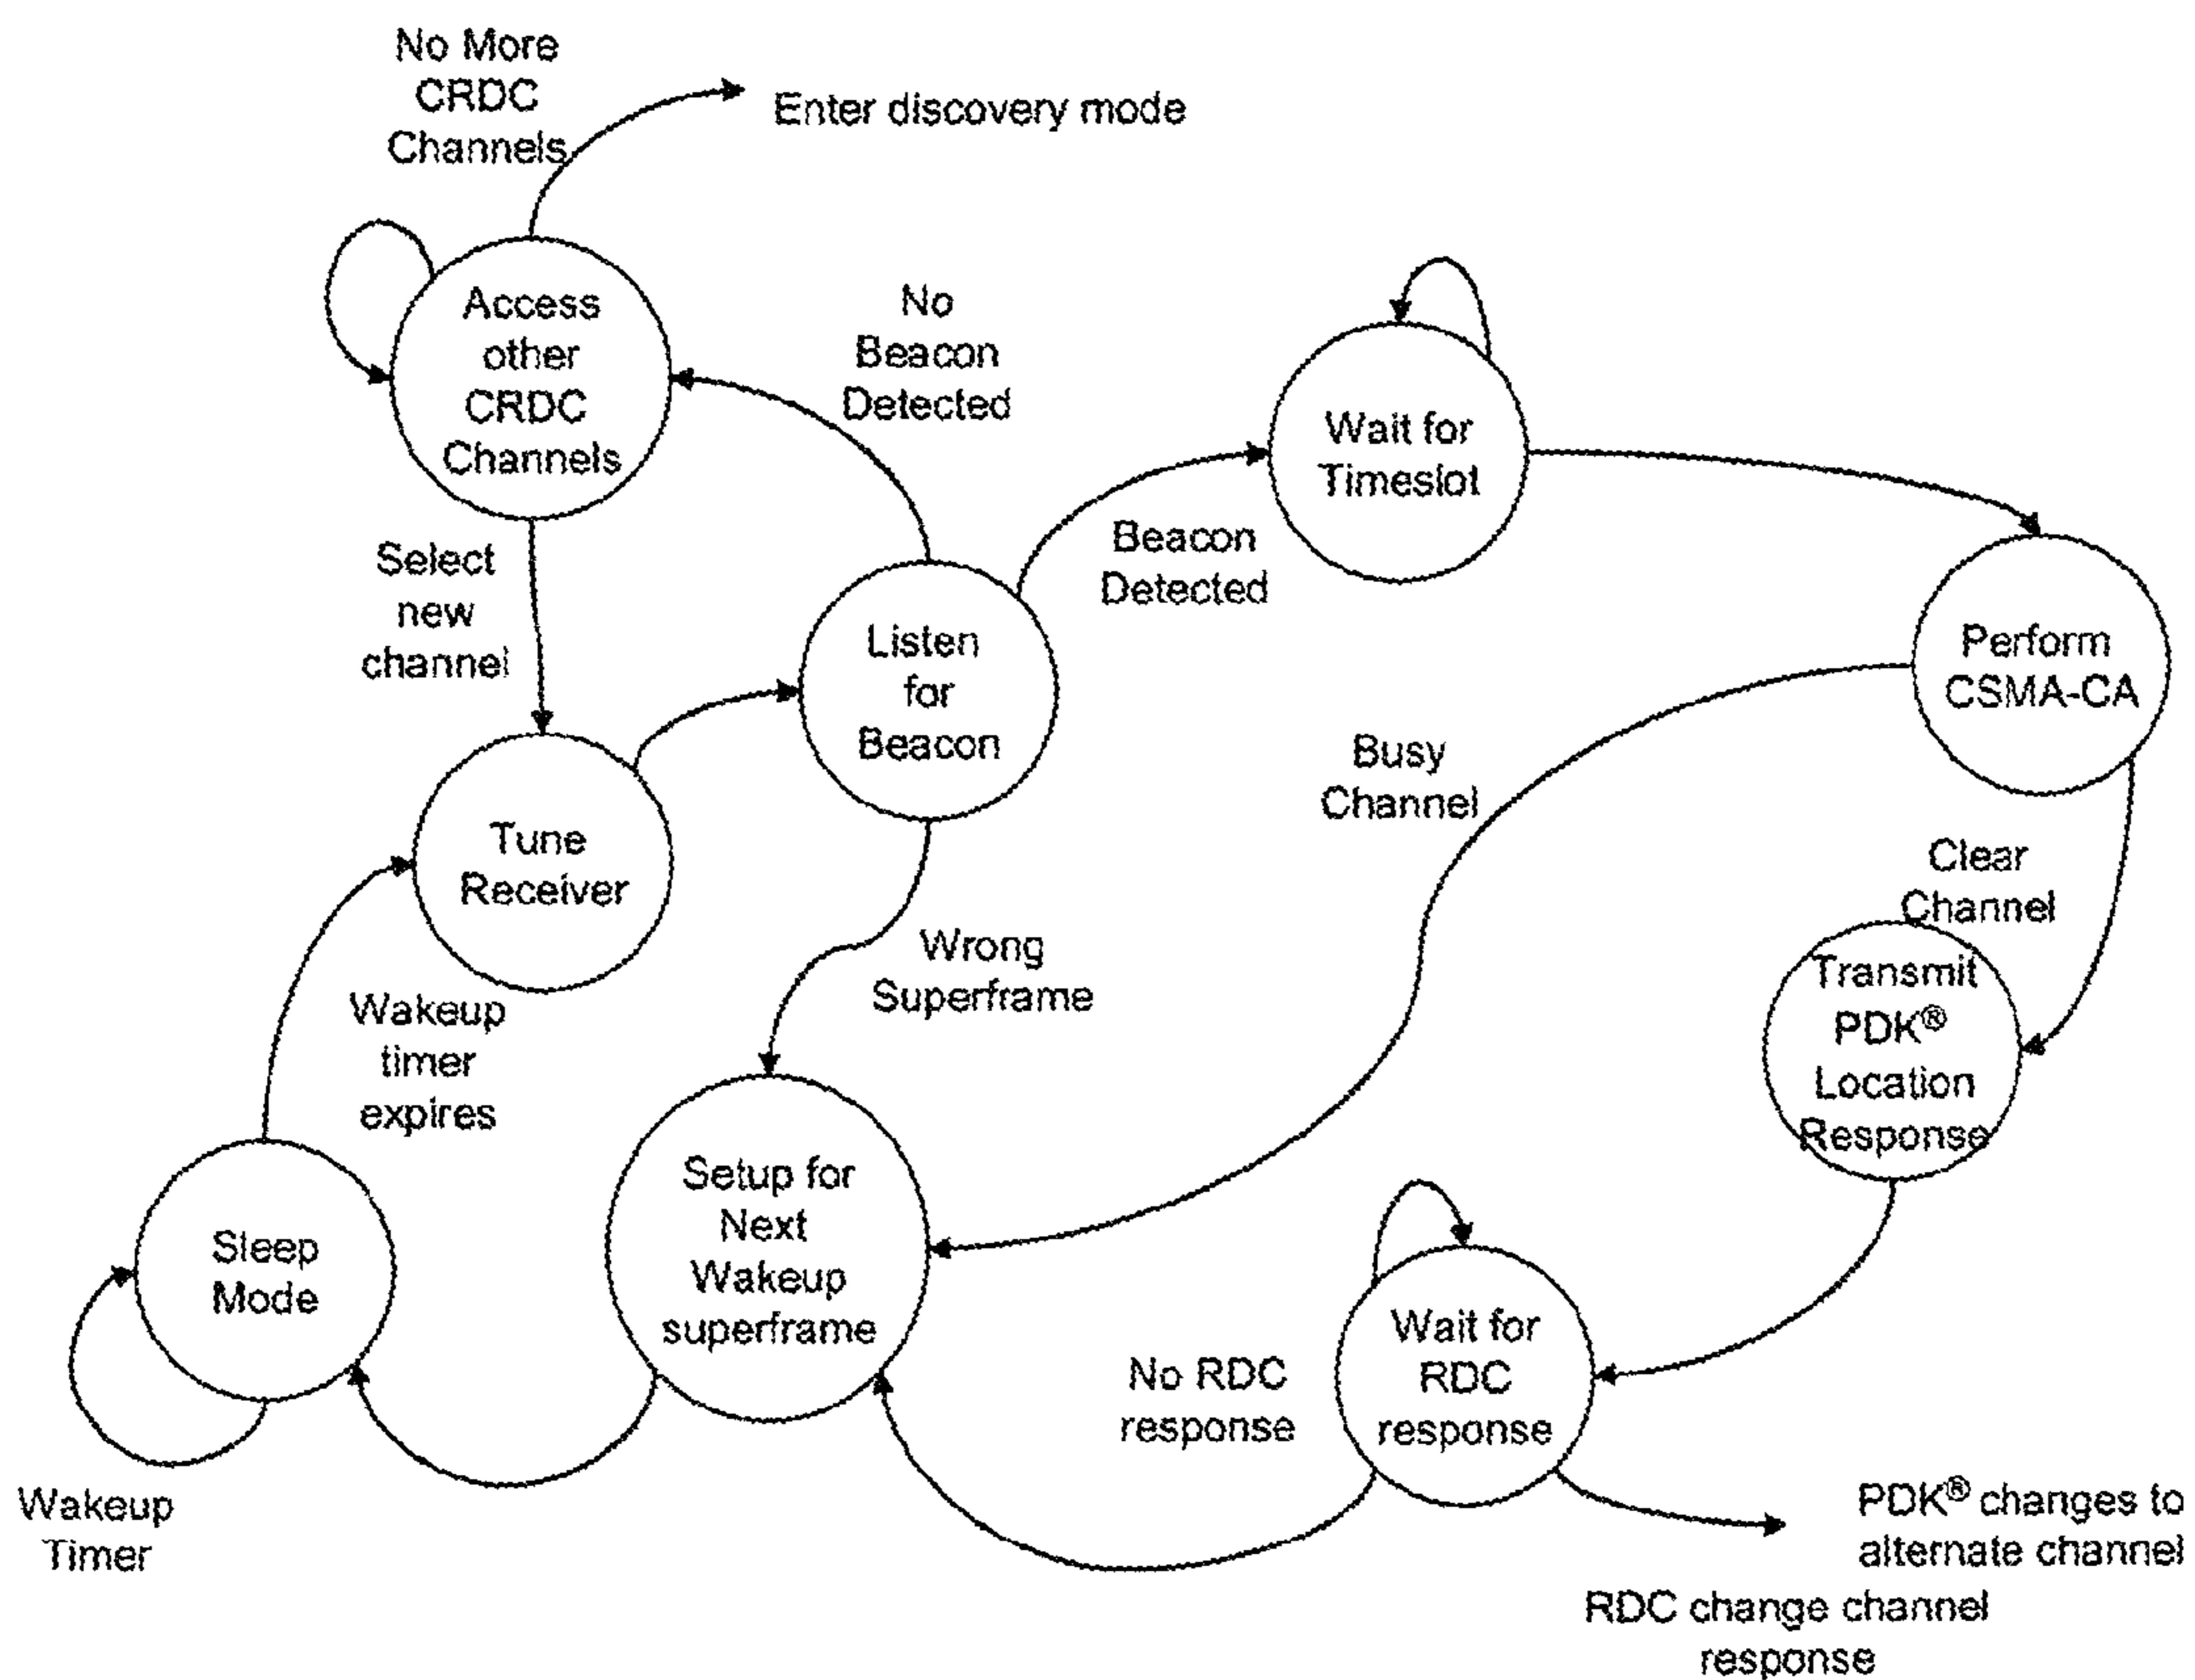 No More
CRDC
Channels
Enter discovery mode
Access
other
CRDC
Channels
No
Beacon
Detected
Wait for
Timeslot
Select
new
channel
Beacon
Detected
Listen
for
Beacon
Perform
CSMA-CA
Busy
Channel
Tune
Receiver
Clear
Channel
Wrong
Superframe
Transmit
PDK®
Location
Response
Wakeup
timer
expires
Setup for
Next
Wakeup
superframe
Sleep
Mode
Wait for
RDC
response
No RDC
response
Wakeup
Timer
PDK® changes to
alternate channel
RDC change channel
response